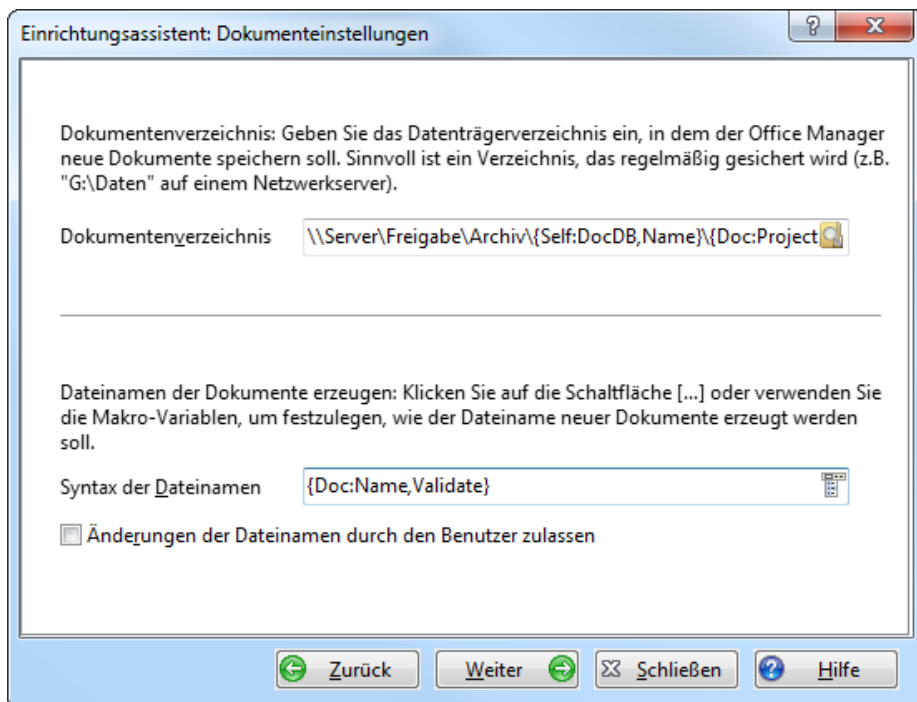 Einrichtungsassistent: Dokumenteinstellungen
Dokumentenverzeichnis: Geben Sie das Datenträgerverzeichnis ein, in dem der Office Manager
neue Dokumente speichern soll. Sinnvoll ist ein Verzeichnis, das regelmäßig gesichert wird (z.B.
"G:\Daten" auf einem Netzwerkserver).
Dokumentenverzeichnis \\Server\Freigabe\Archiv\{Self:DocDB,Name}\{Doc:Project
Dateinamen der Dokumente erzeugen: Klicken Sie auf die Schaltfläche [...] oder verwenden Sie
die Makro-Variablen, um festzulegen, wie der Dateiname neuer Dokumente erzeugt werden
soll.
Syntax der Dateinamen {Doc:Name,Validate}
Änderungen der Dateinamen durch den Benutzer zulassen
Zurück Weiter Schließen Hilfe